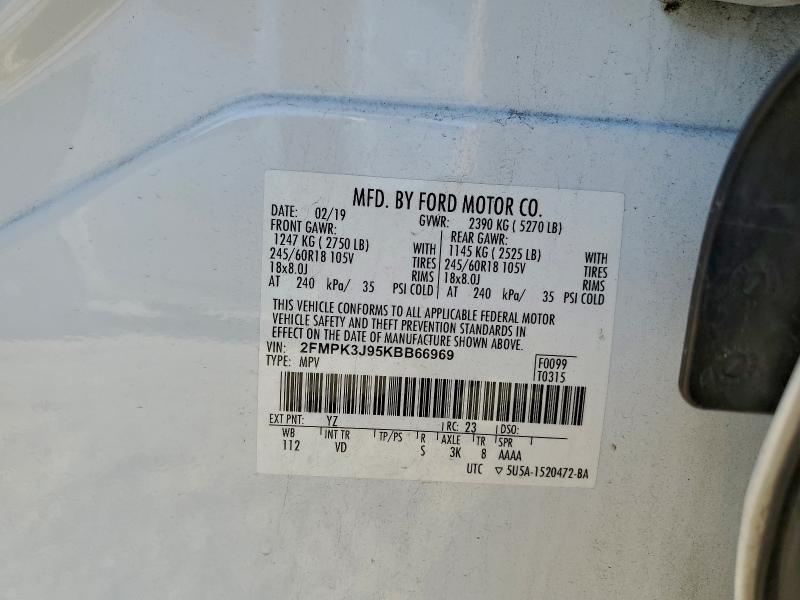 MFD. BY FORD MOTOR CO.
DATE: 02/19 GVWR: 2390 KG ( 5270 LB)
FRONT GAWR: REAR GAWR:
1247 KG ( 2750 LB) WITH 1145 KG ( 2525 LB) WITH
245/60R18 105V TIRES 245/60R18 105V TIRES
18x8.0J RIMS 18x8.0J RIMS
AT 240 kPa/ 35 PSI COLD AT 240 kPa/ 35 PSI COLD
THIS VEHICLE CONFORMS TO ALL APPLICABLE FEDERAL MOTOR
VEHICLE SAFETY AND THEFT PREVENTION STANDARDS IN
EFFECT ON THE DATE OF MANUFACTURE SHOWN ABOVE.
VIN: 2FMPK3J95KBB66969 F0099
TYPE: MPV T0315
EXT PNT: YZ RC: 23 DSO:
WB INT TR TP/PS R AXLE TR SPR
112 VD S 3K 8 AAAA
UTC ▽ 5U5A-1520472-BA